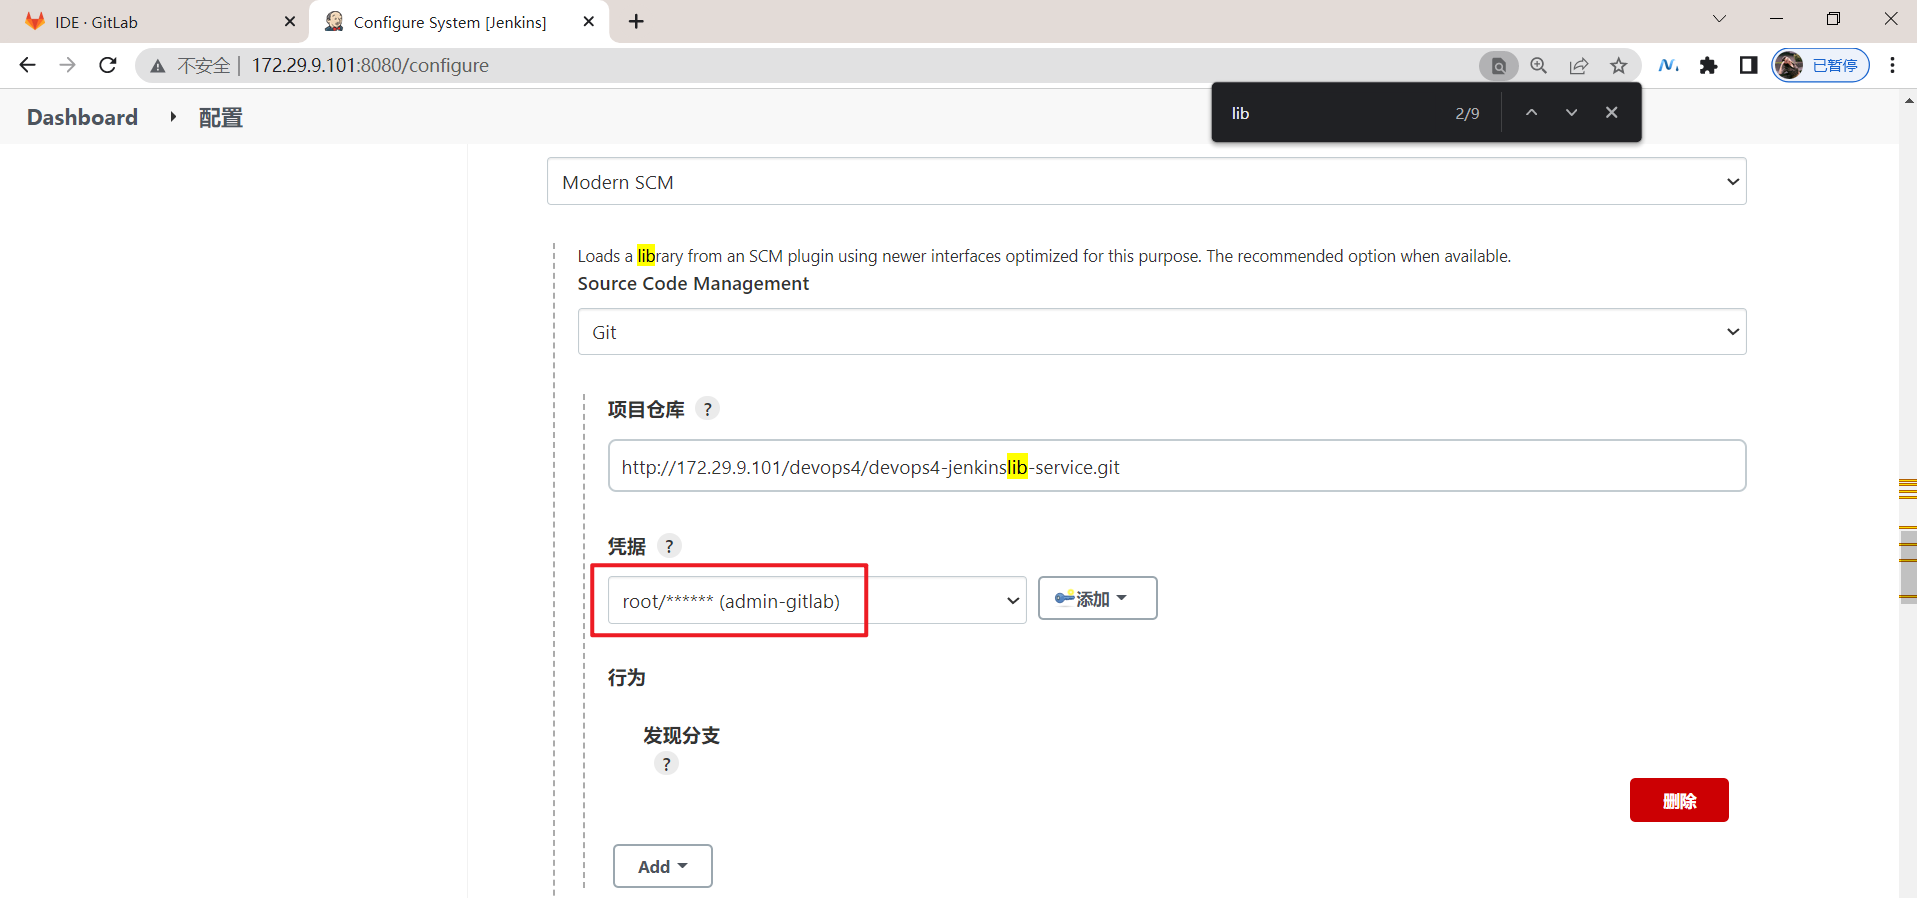 IDE · GitLab
Configure System [Jenkins]
不安全 | 172.29.9.101:8080/configure
已暂停
Dashboard 配置
lib 2/9
Modern SCM
Loads a library from an SCM plugin using newer interfaces optimized for this purpose. The recommended option when available.
Source Code Management
Git
项目仓库 ?
http://172.29.9.101/devops4/devops4-jenkinslib-service.git
凭据 ?
root/****** (admin-gitlab)
添加
行为
发现分支
?
删除
Add